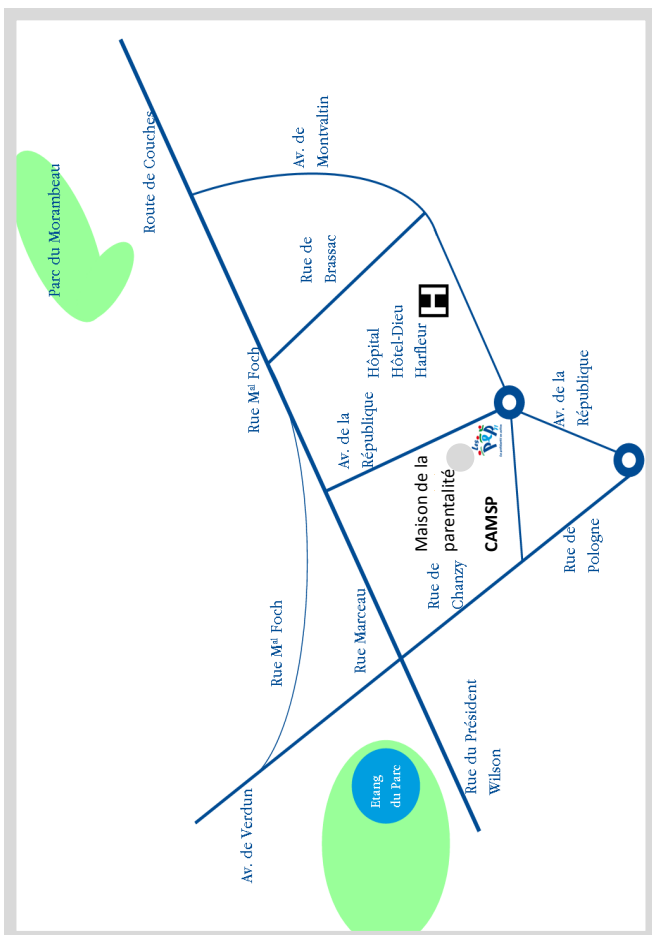 Parc du Morambeau
Route de Couches
Av. de
Montvaltin
Rue de
Brassac
Rue Mal Foch
Hôpital
Hôtel-Dieu
Harfleur
H
Av. de la
République
Av. de la
République
Les
PEP
Maison de la
parentalité
CAMSP
Rue de
Chanzy
Rue de
Pologne
Rue Marceau
Rue Mal Foch
Rue du Président
Wilson
Etang
du Parc
Av. de Verdun